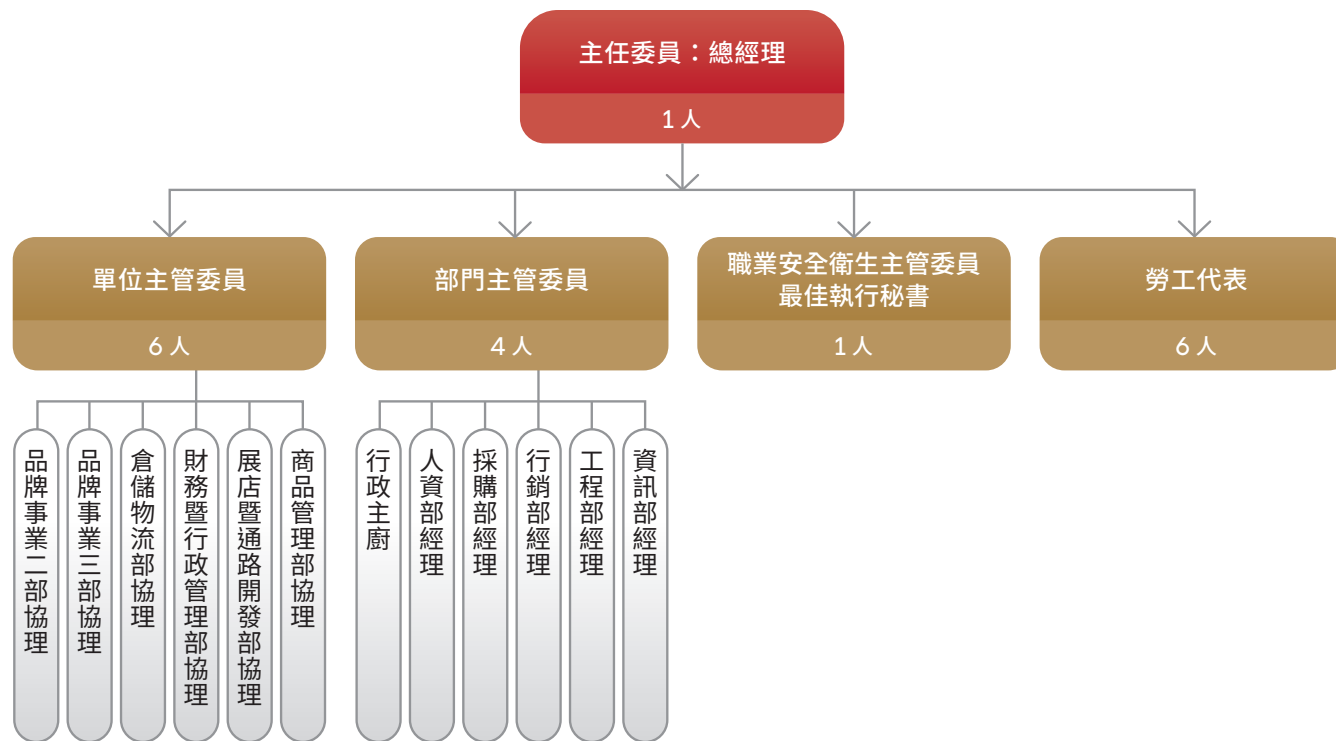 主任委員：總經理
1 人
單位主管委員
6 人
部門主管委員
4 人
職業安全衛生主管委員
最佳執行秘書
1 人
勞工代表
6 人
品牌事業二部協理
品牌事業三部協理
倉儲物流部協理
財務暨行政管理部協理
展店暨通路開發部協理
商品管理部協理
行政主廚
人資部經理
採購部經理
行銷部經理
工程部經理
資訊部經理